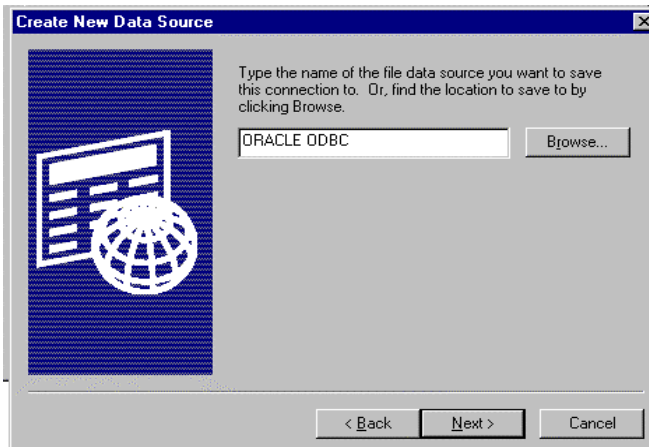 Create New Data Source
Type the name of the file data source you want to save
this connection to. Or, find the location to save to by
clicking Browse.
ORACLE ODBC
Browse...
< Back
Next >
Cancel